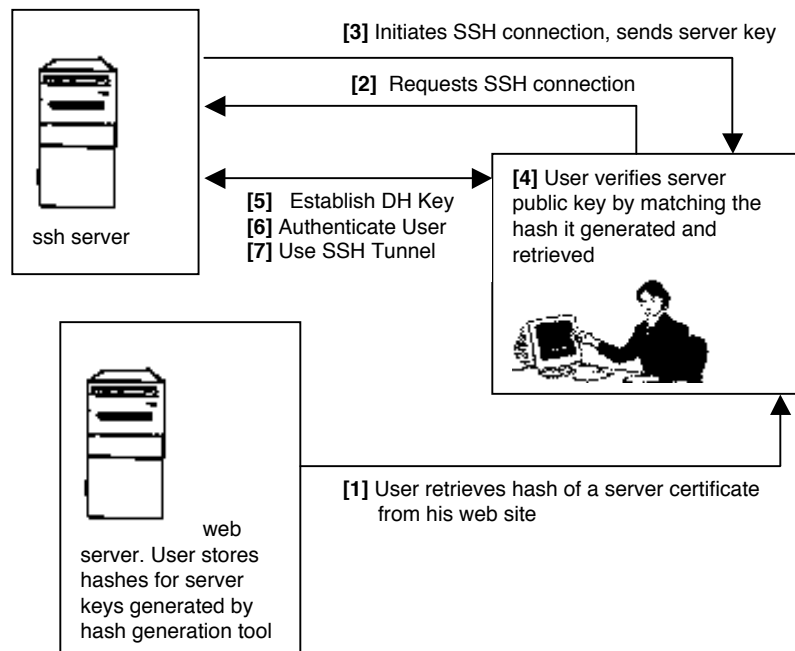 [3] Initiates SSH connection, sends server key
[2] Requests SSH connection
ssh server
[5] Establish DH Key
[6] Authenticate User
[7] Use SSH Tunnel
[4] User verifies server
public key by matching the
hash it generated and
retrieved
[1] User retrieves hash of a server certificate
from his web site
web
server. User stores
hashes for server
keys generated by
hash generation tool